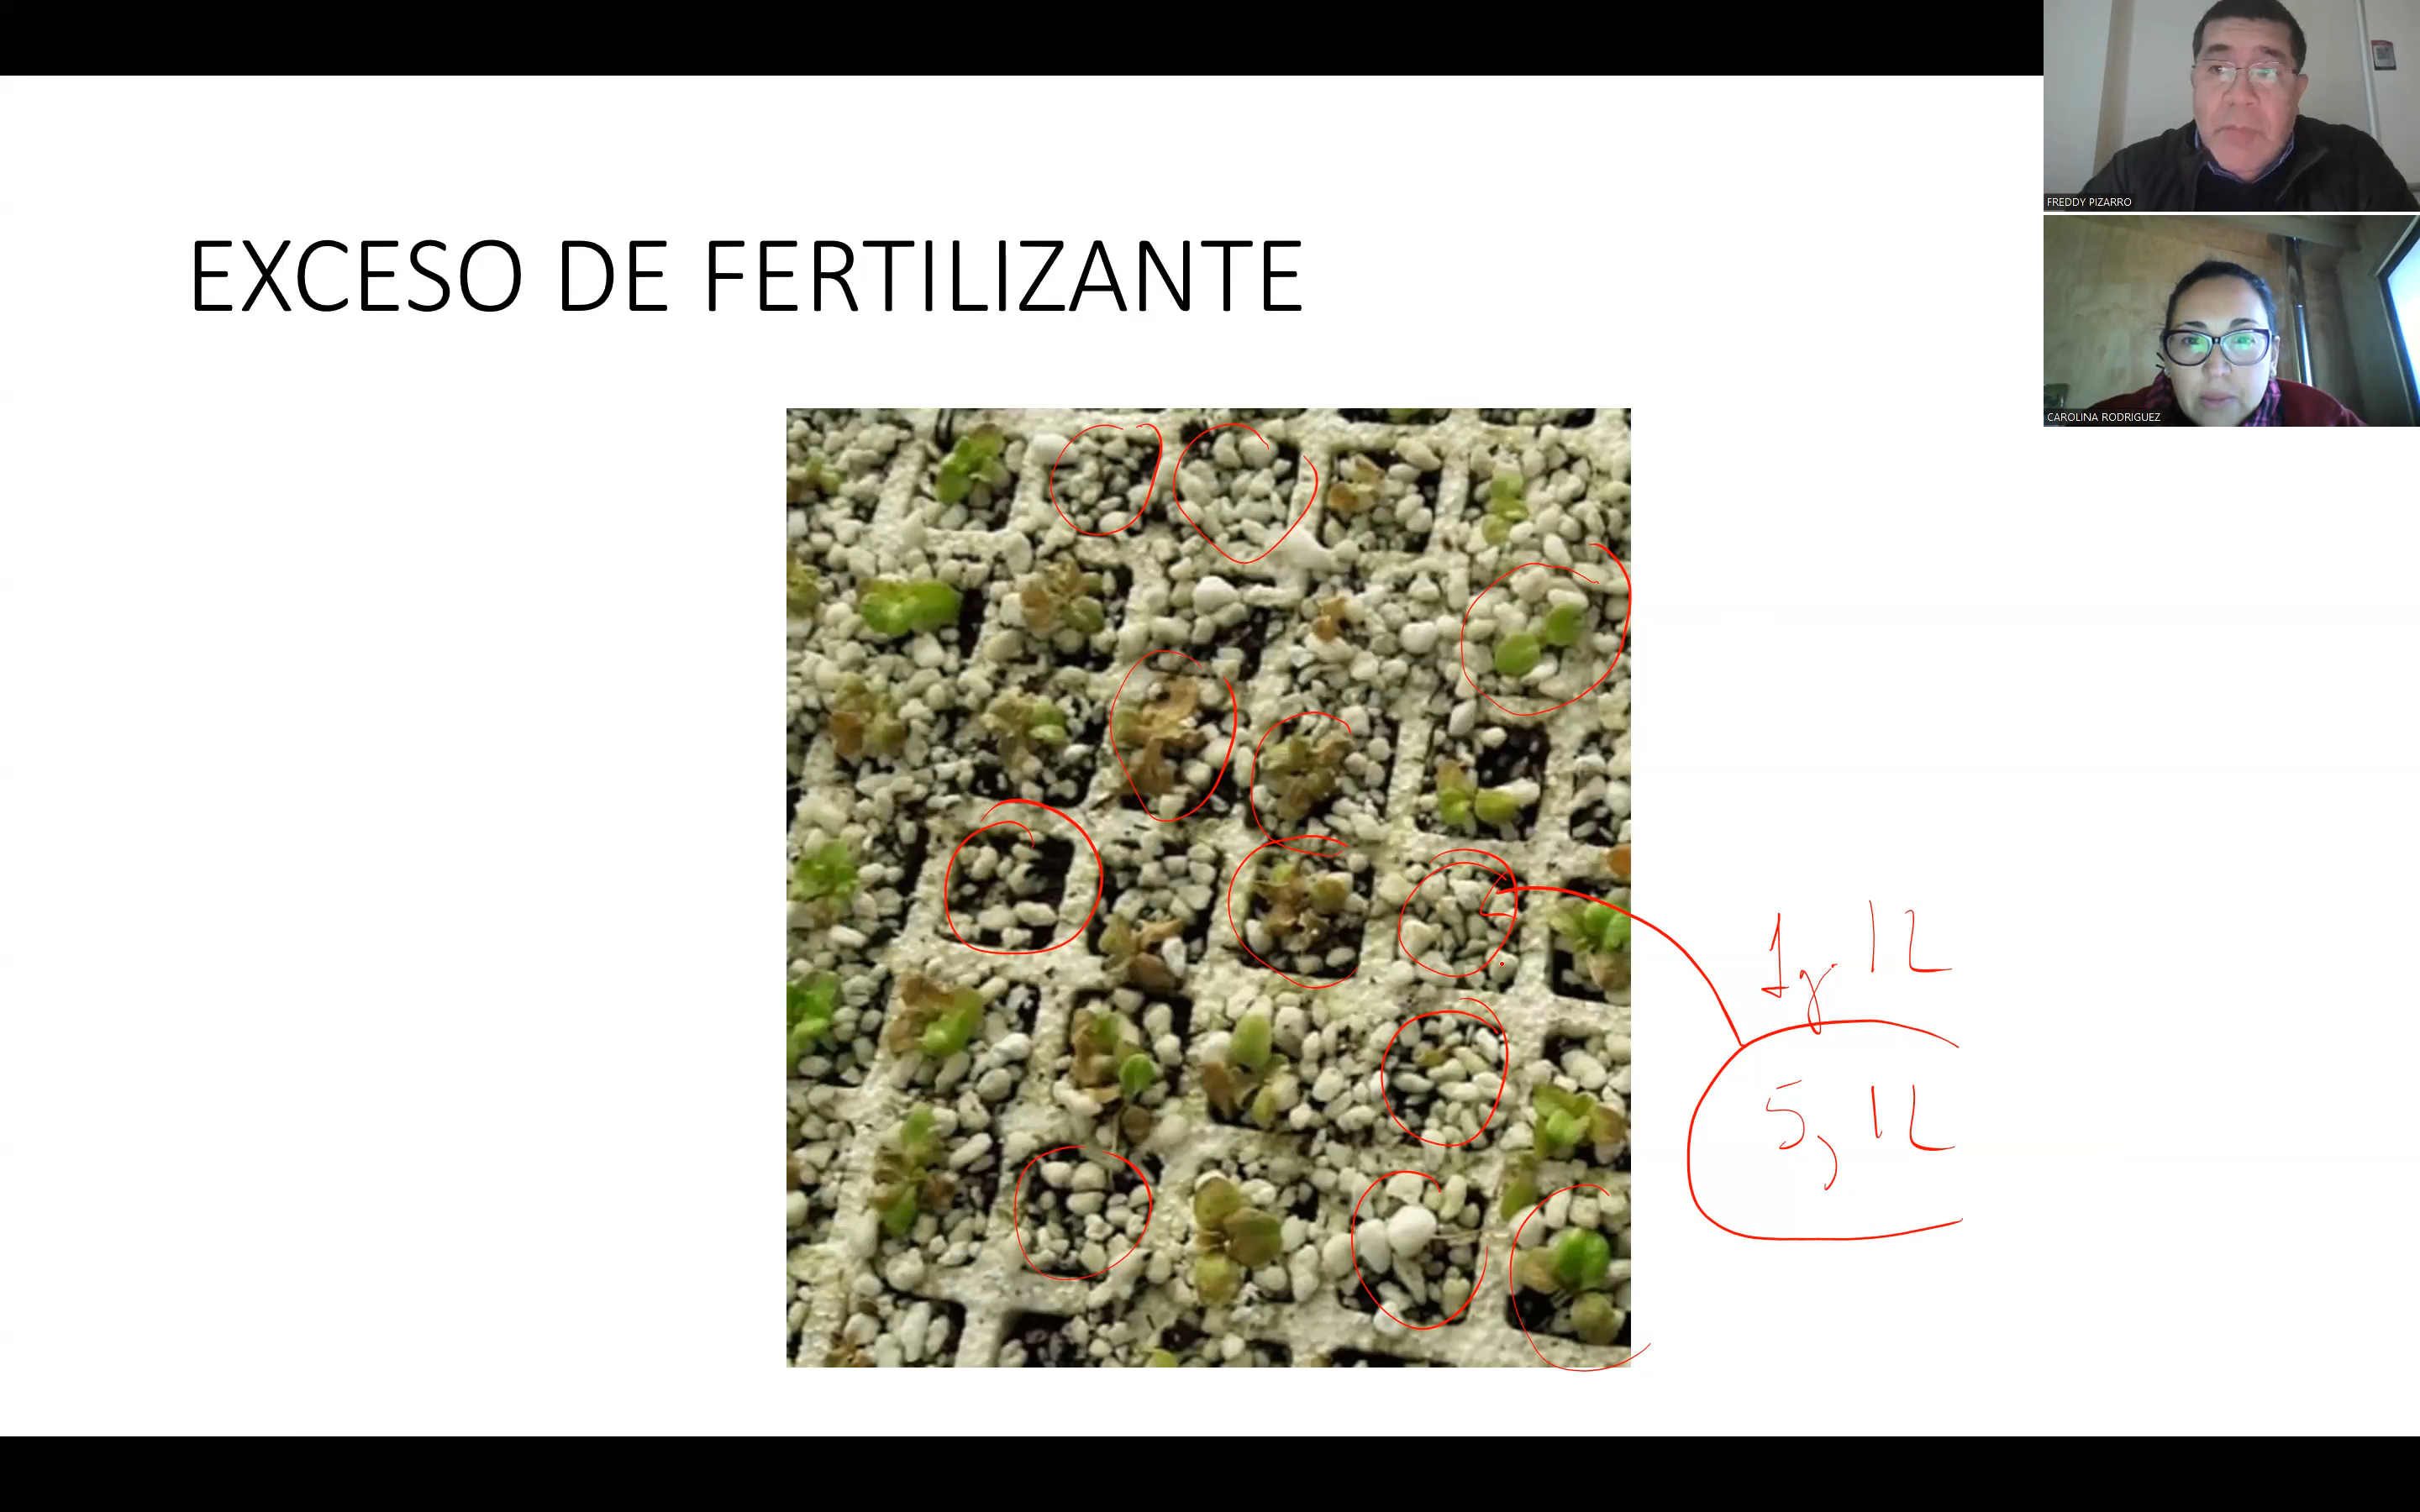 EXCESO DE FERTILIZANTE
FREDDY PIZARRO
CAROLINA RODRIGUEZ
1g. 1L
5, 1L